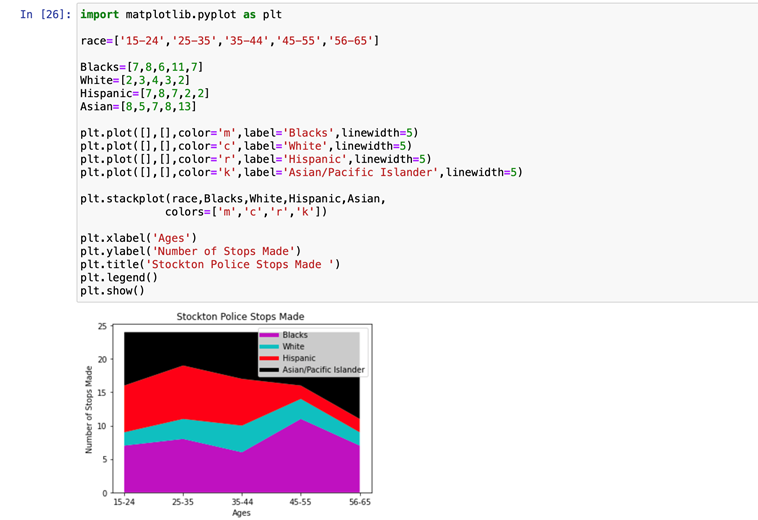 In [26]: import matplotlib.pyplot as plt
race=['15-24','25-35','35-44','45-55','56-65']
Blacks=[7,8,6,11,7]
White=[2,3,4,3,2]
Hispanic=[7,8,7,2,2]
Asian=[8,5,7,8,13]
plt.plot([],[],color='m',label='Blacks',linewidth=5)
plt.plot([],[],color='c',label='White',linewidth=5)
plt.plot([],[],color='r',label='Hispanic',linewidth=5)
plt.plot([],[],color='k',label='Asian/Pacific Islander',linewidth=5)
plt.stackplot(race,Blacks,White,Hispanic,Asian,
colors=['m','c','r','k'])
plt.xlabel('Ages')
plt.ylabel('Number of Stops Made')
plt.title('Stockton Police Stops Made ')
plt.legend()
plt.show()
Stockton Police Stops Made
Number of Stops Made
25
20
15
10
5
0
Blacks
White
Hispanic
Asian/Pacific Islander
15-24 25-35 35-44 45-55 56-65
Ages